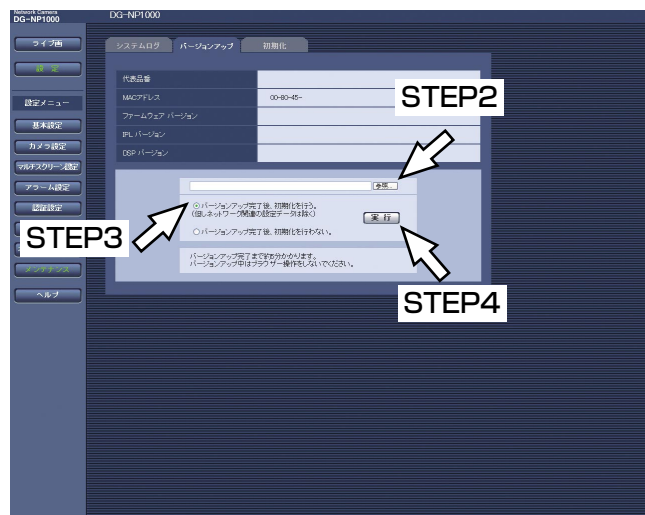 Network Camera
DG-NP1000
DG-NP1000
ライブ画
設 定
設定メニュー
基本設定
カメラ設定
マルチスクリーン設定
アラーム設定
認証設定
メンテナンス
ヘルプ
システムログ
バージョンアップ
初期化
代表品番
MACアドレス
00-80-45-
ファームウェア バージョン
IPL バージョン
DSP バージョン
STEP2
参照...
バージョンアップ完了後、初期化を行う。
(但しネットワーク関連の設定データは除く)
実 行
STEP3
バージョンアップ完了後、初期化を行わない。
バージョンアップ完了まで約5分かかります。
バージョンアップ中はブラウザー操作をしないでください。
STEP4